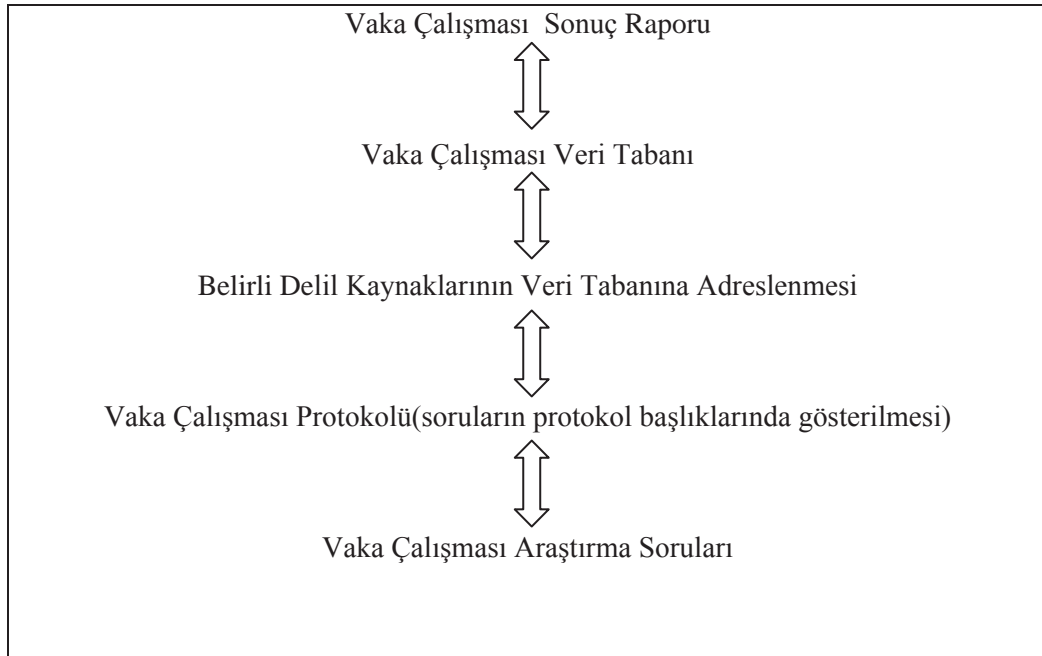 Vaka Çalışması Sonuç Raporu
Vaka Çalışması Veri Tabanı
Belirli Delil Kaynaklarının Veri Tabanına Adreslenmesi
Vaka Çalışması Protokolü(soruların protokol başlıklarında gösterilmesi)
Vaka Çalışması Araştırma Soruları